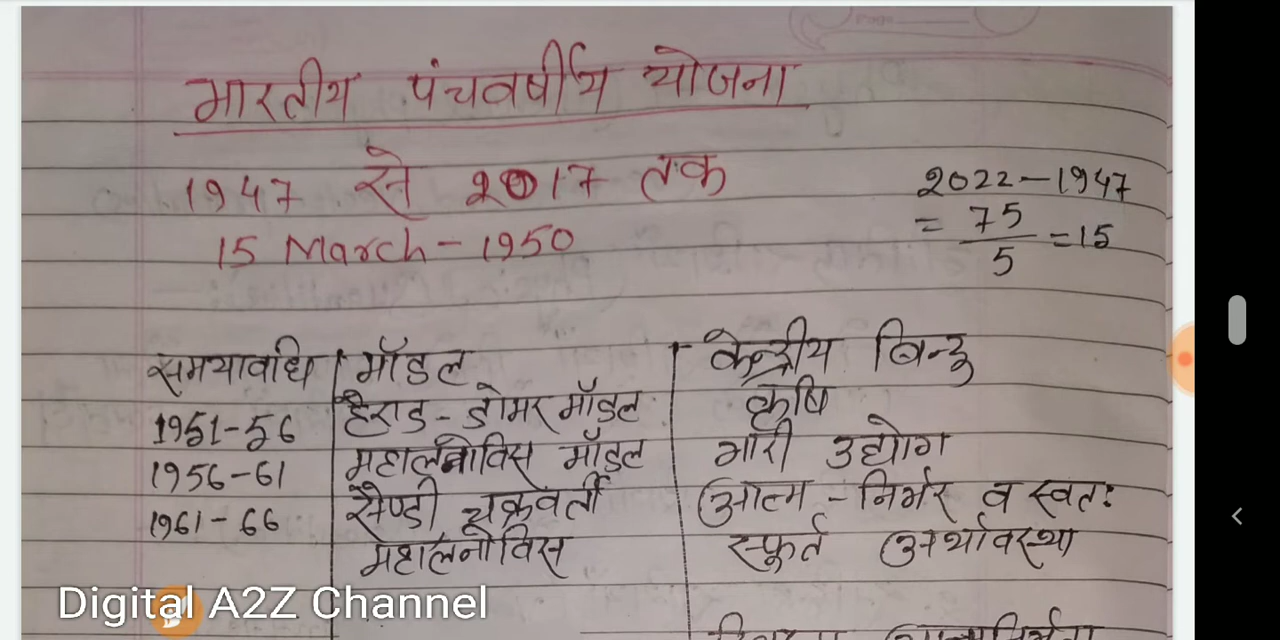 भारतीय पंचवर्षीय योजना
1947 से 2017 तक
15 March - 1950
2022 - 1947
= 75/5 = 15
समयावधि मॉडल केन्द्रीय बिन्दु
1951-56 हैराड - डोमर मॉडल कृषि
1956-61 महालनोविस मॉडल भारी उद्योग
1961-66 सैण्डी चक्रवर्ती आत्म - निर्भर व स्वतः
महालनोविस स्फूर्त अर्थावस्था
Digital A2Z Channel